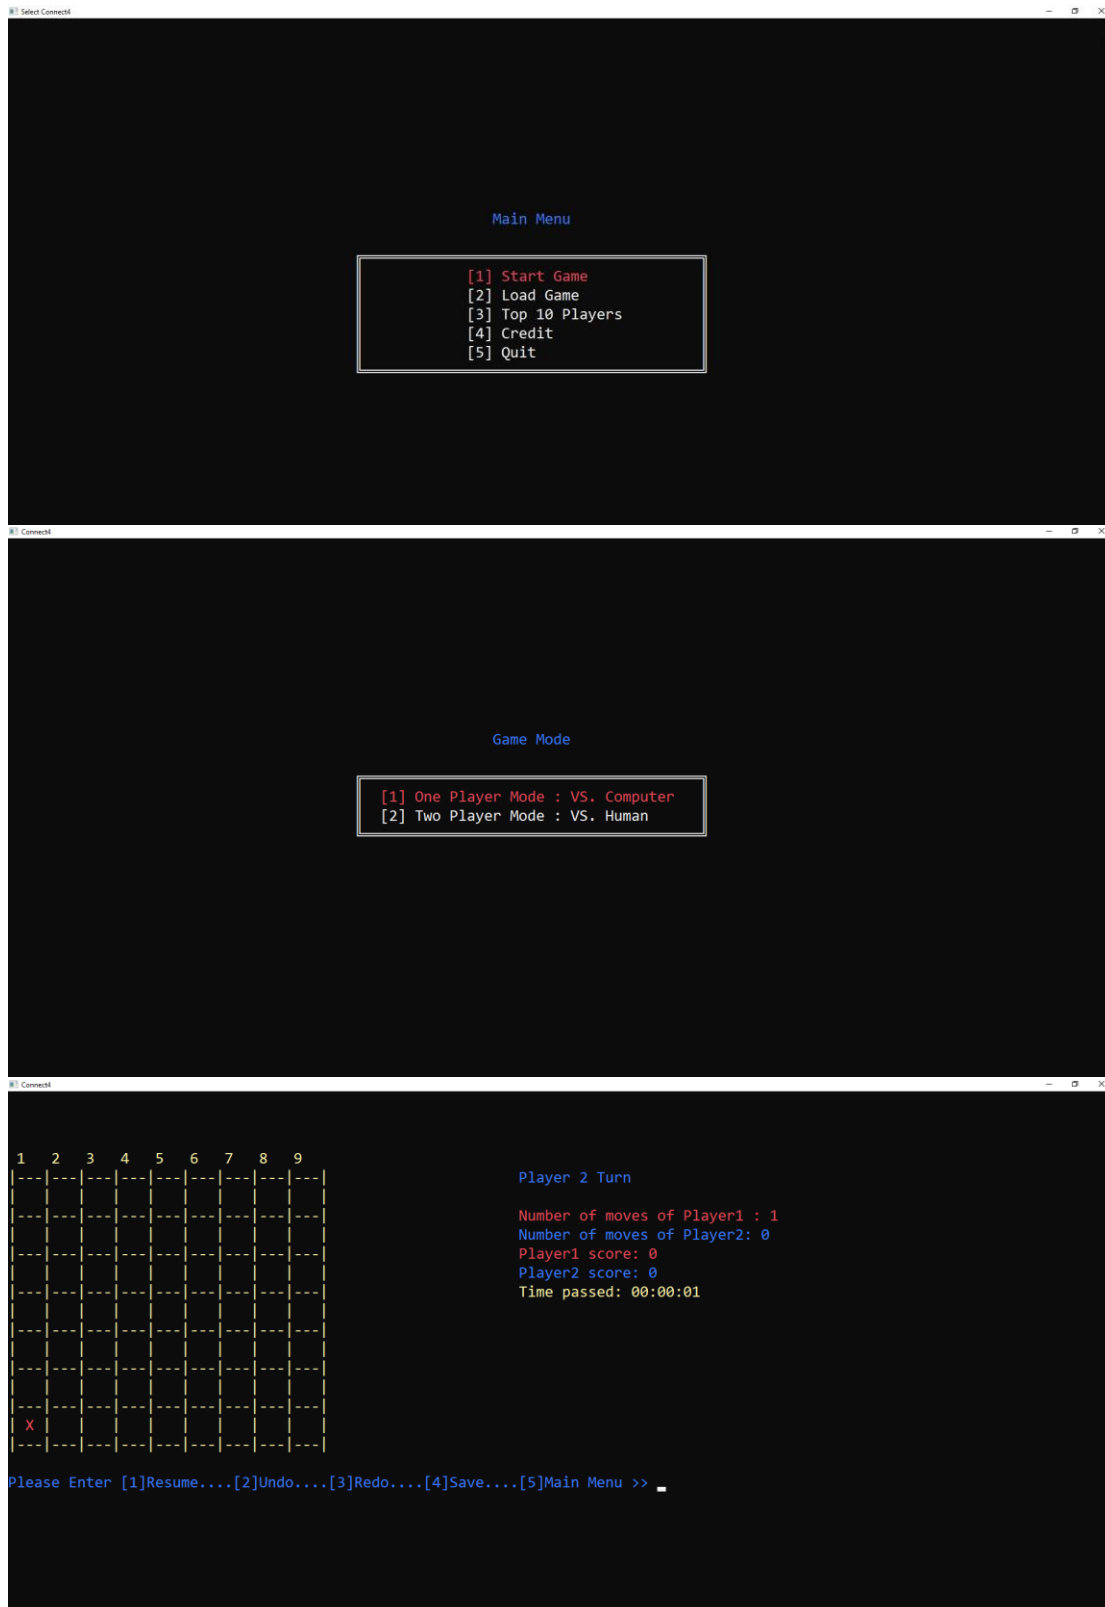 Select Connect4
Main Menu
[1] Start Game
[2] Load Game
[3] Top 10 Players
[4] Credit
[5] Quit
Connect4
Game Mode
[1] One Player Mode : VS. Computer
[2] Two Player Mode : VS. Human
Connect4
1 2 3 4 5 6 7 8 9
|---|---|---|---|---|---|---|---|---|
| | | | | | | | | |
|---|---|---|---|---|---|---|---|---|
| | | | | | | | | |
|---|---|---|---|---|---|---|---|---|
| | | | | | | | | |
|---|---|---|---|---|---|---|---|---|
| | | | | | | | | |
|---|---|---|---|---|---|---|---|---|
| | | | | | | | | |
|---|---|---|---|---|---|---|---|---|
| | | | | | | | | |
|---|---|---|---|---|---|---|---|---|
| X | | | | | | | | |
|---|---|---|---|---|---|---|---|---|
Player 2 Turn
Number of moves of Player1 : 1
Number of moves of Player2: 0
Player1 score: 0
Player2 score: 0
Time passed: 00:00:01
Please Enter [1]Resume....[2]Undo....[3]Redo....[4]Save....[5]Main Menu >>